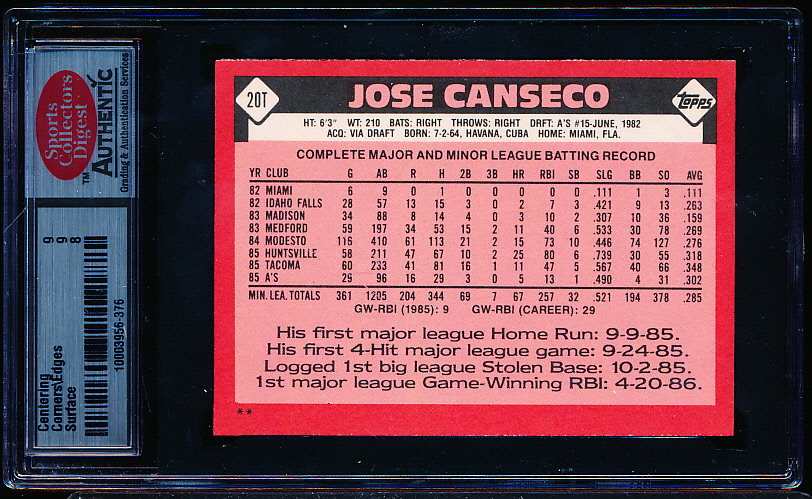 Sports
Collectors
Digest
™
AUTHENTIC
Grading & Authentication Services
Centering 9
Corners\Edges 9
Surface 8
10003956-376
20T
JOSE CANSECO
topps
HT: 6'3" WT: 210 BATS: RIGHT THROWS: RIGHT DRFT: A'S #15-JUNE, 1982
ACQ: VIA DRAFT BORN: 7-2-64, HAVANA, CUBA HOME: MIAMI, FLA.
COMPLETE MAJOR AND MINOR LEAGUE BATTING RECORD
YR CLUB G AB R H 2B 3B HR RBI SB SLG BB SO AVG
82 MIAMI 6 9 0 1 0 0 0 0 0 .111 1 3 .111
82 IDAHO FALLS 28 57 13 15 3 0 2 7 3 .421 9 13 .263
83 MADISON 34 88 8 14 4 0 3 10 2 .307 10 36 .159
83 MEDFORD 59 197 34 53 15 2 11 40 6 .533 30 78 .269
84 MODESTO 116 410 61 113 21 2 15 73 10 .446 74 127 .276
85 HUNTSVILLE 58 211 47 67 10 2 25 80 6 .739 30 55 .318
85 TACOMA 60 233 41 81 16 1 11 47 5 .567 40 66 .348
85 A'S 29 96 16 29 3 0 5 13 1 .490 4 31 .302
MIN. LEA. TOTALS 361 1205 204 344 69 7 67 257 32 .521 194 378 .285
GW-RBI (1985): 9 GW-RBI (CAREER): 29
His first major league Home Run: 9-9-85.
His first 4-Hit major league game: 9-24-85.
Logged 1st big league Stolen Base: 10-2-85.
1st major league Game-Winning RBI: 4-20-86.
**